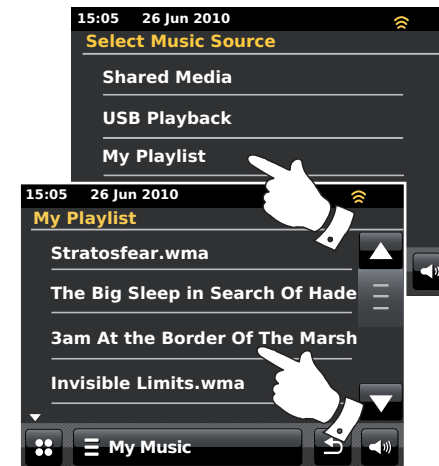 15:05 26 Jun 2010
Select Music Source
Shared Media
USB Playback
My Playlist
15:05 26 Jun 2010
My Playlist
Stratosfear.wma
The Big Sleep in Search Of Hade
3am At the Border Of The Marsh
Invisible Limits.wma
My Music